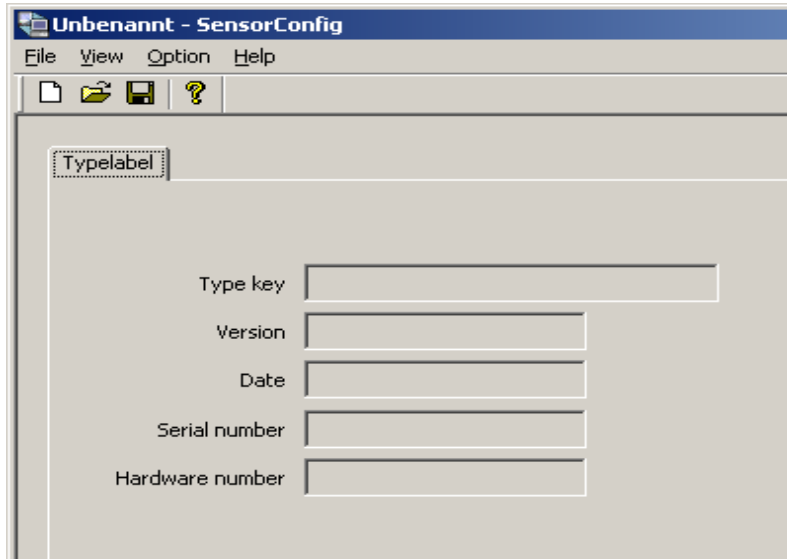 Unbenannt - SensorConfig
File View Option Help
Typelabel
Type key
Version
Date
Serial number
Hardware number